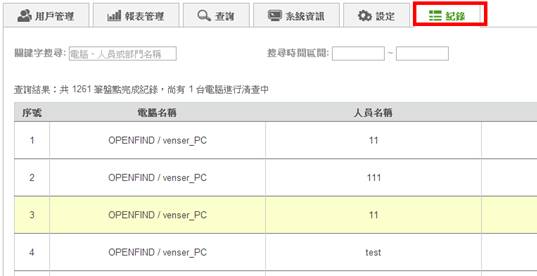 用戶管理 報表管理 查詢 系統資訊 設定 紀錄
關鍵字搜尋: 電腦、人員或部門名稱 搜尋時間區間: ~
查詢結果：共 1261 筆盤點完成紀錄，尚有 1 台電腦進行清查中
序號 電腦名稱 人員名稱
1 OPENFIND / venser_PC 11
2 OPENFIND / venser_PC 111
3 OPENFIND / venser_PC 11
4 OPENFIND / venser_PC test